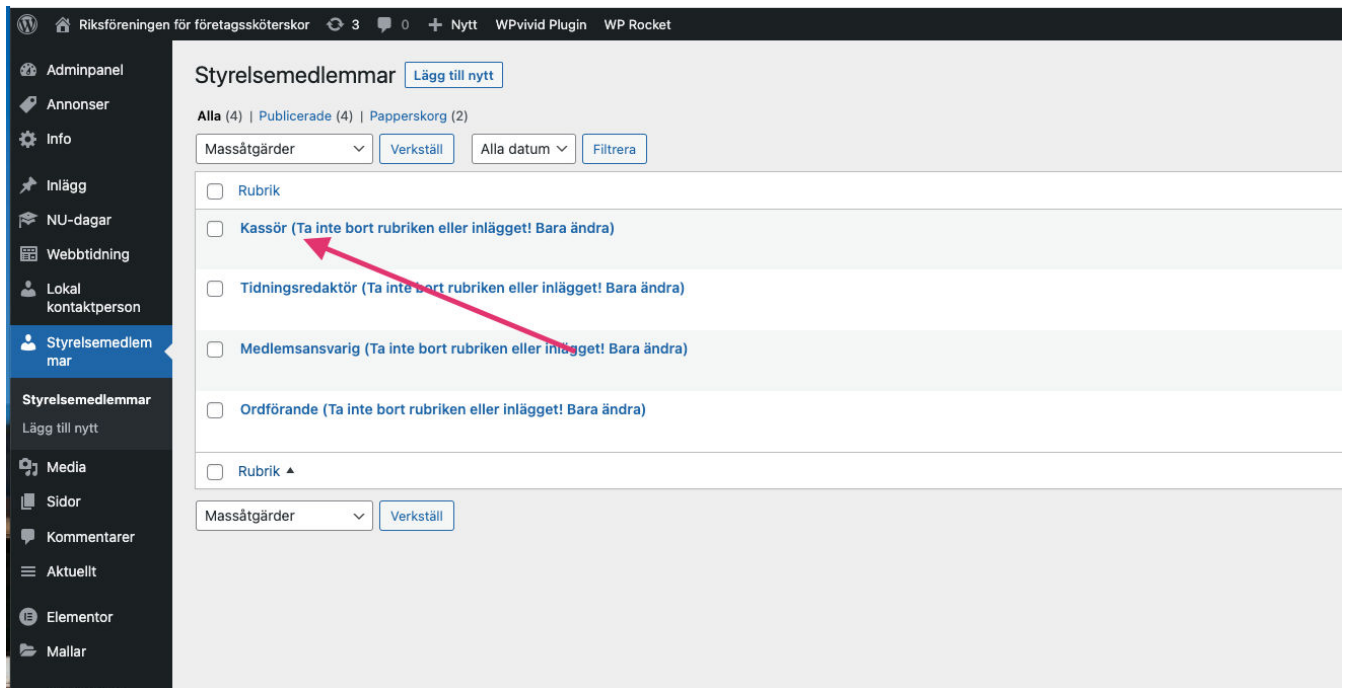 Riksföreningen för företagssköterskor 3 0 + Nytt WPvivid Plugin WP Rocket
Adminpanel
Annonser
Info
Inlägg
NU-dagar
Webbtidning
Lokal
kontaktperson
Styrelsemedlem
mar
Styrelsemedlemmar
Lägg till nytt
Media
Sidor
Kommentarer
Aktuellt
Elementor
Mallar
Styrelsemedlemmar Lägg till nytt
Alla (4) | Publicerade (4) | Papperskorg (2)
Massåtgärder Verkställ Alla datum Filtrera
Rubrik
Kassör (Ta inte bort rubriken eller inlägget! Bara ändra)
Tidningsredaktör (Ta inte bort rubriken eller inlägget! Bara ändra)
Medlemsansvarig (Ta inte bort rubriken eller inlägget! Bara ändra)
Ordförande (Ta inte bort rubriken eller inlägget! Bara ändra)
Rubrik
Massåtgärder Verkställ